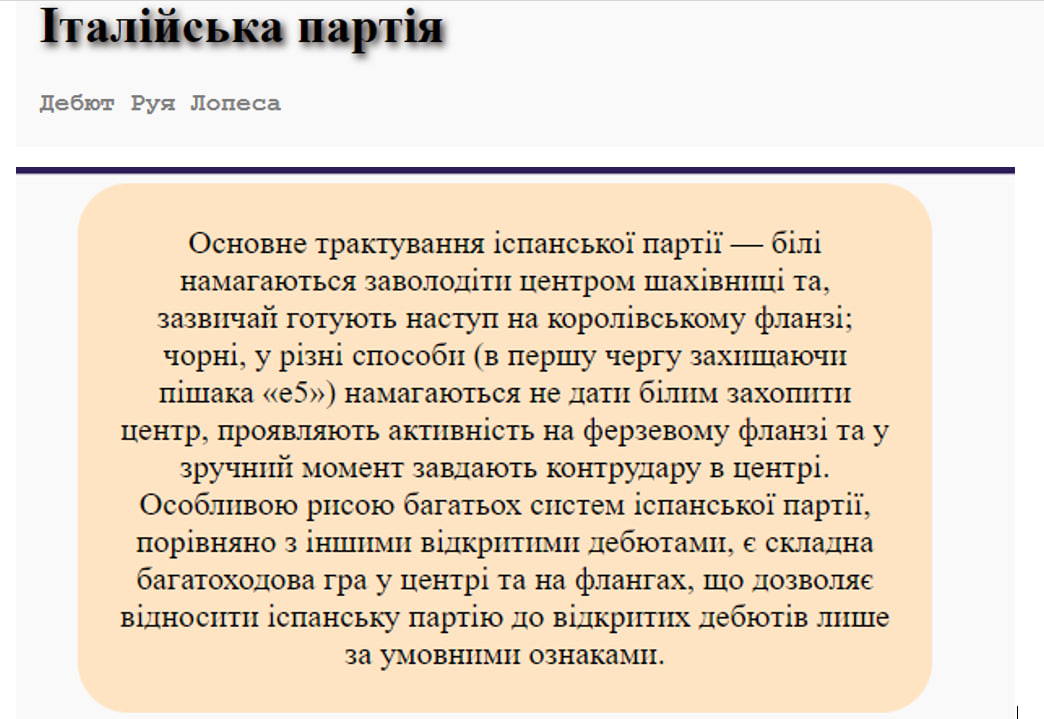 Італійська партія
Дебют Руя Лопеса
Основне трактування іспанської партії — білі
намагаються заволодіти центром шахівниці та,
зазвичай готують наступ на королівському фланзі;
чорні, у різні способи (в першу чергу захищаючи
пішака «e5») намагаються не дати білим захопити
центр, проявляють активність на ферзевому фланзі та у
зручний момент завдають контрудару в центрі.
Особливою рисою багатьох систем іспанської партії,
порівняно з іншими відкритими дебютами, є складна
багатоходова гра у центрі та на флангах, що дозволяє
відносити іспанську партію до відкритих дебютів лише
за умовними ознаками.